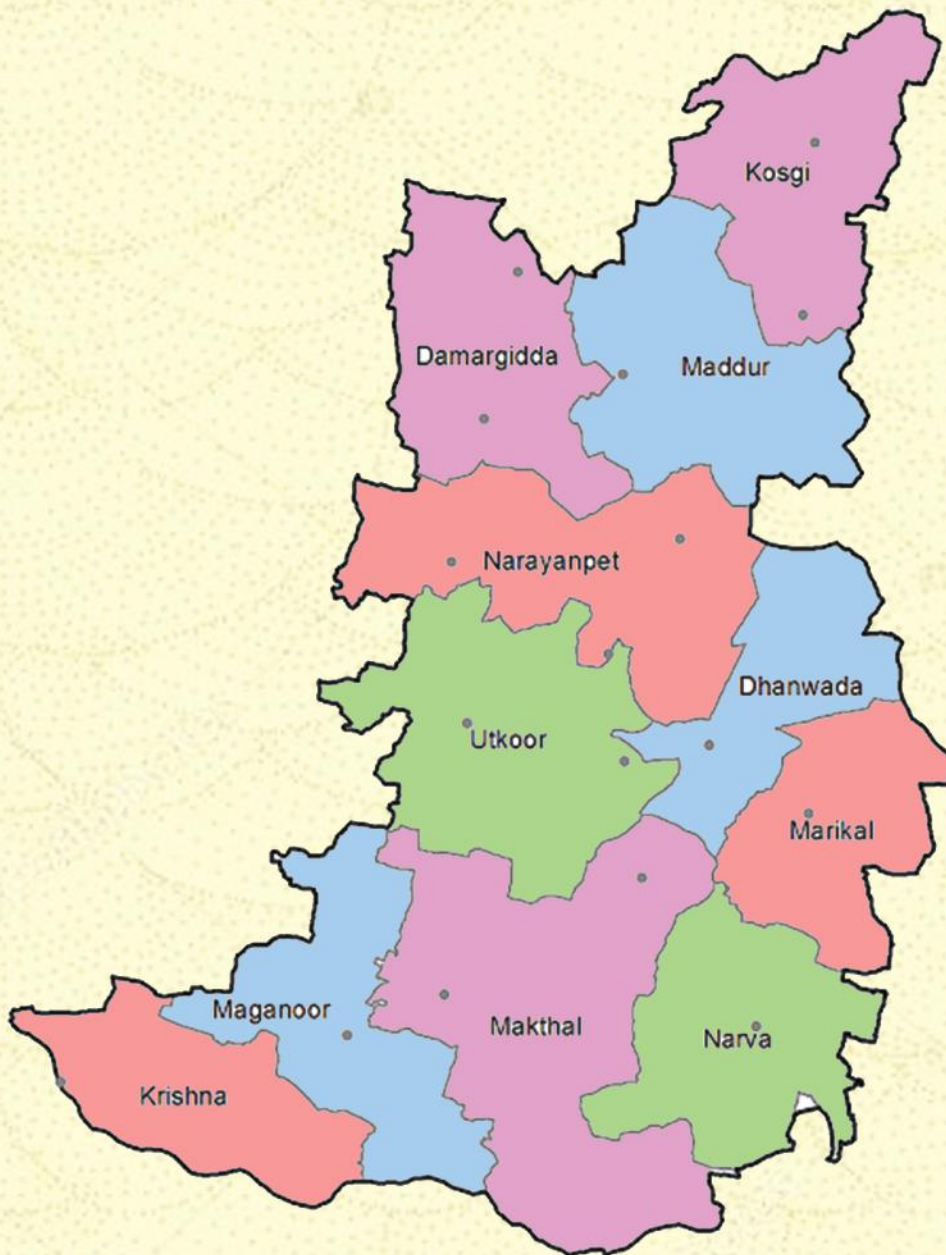 Kosgi
Damargidda
Maddur
Narayanpet
Dhanwada
Utkoor
Marikal
Maganoor
Makthal
Narva
Krishna